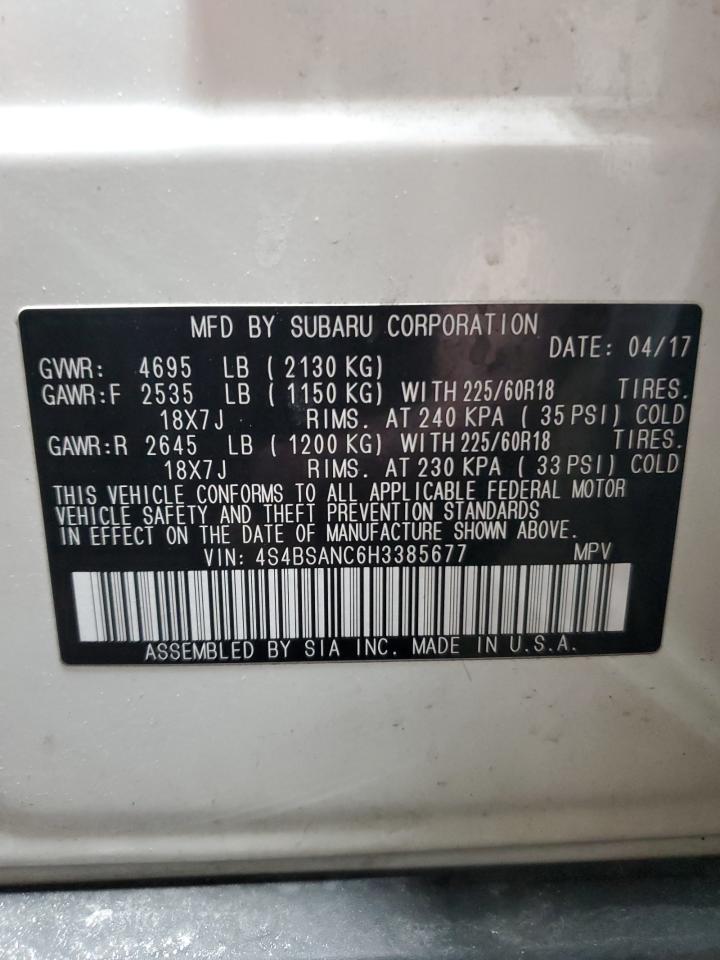 MFD BY SUBARU CORPORATION
DATE: 04/17
GVWR: 4695 LB ( 2130 KG)
GAWR:F 2535 LB ( 1150 KG) WITH 225/60R18 TIRES.
18X7J RIMS. AT 240 KPA ( 35 PSI) COLD
GAWR:R 2645 LB ( 1200 KG) WITH 225/60R18 TIRES.
18X7J RIMS. AT 230 KPA ( 33 PSI) COLD
THIS VEHICLE CONFORMS TO ALL APPLICABLE FEDERAL MOTOR
VEHICLE SAFETY AND THEFT PREVENTION STANDARDS
IN EFFECT ON THE DATE OF MANUFACTURE SHOWN ABOVE.
VIN: 4S4BSANC6H3385677 MPV
ASSEMBLED BY SIA INC. MADE IN U.S.A.